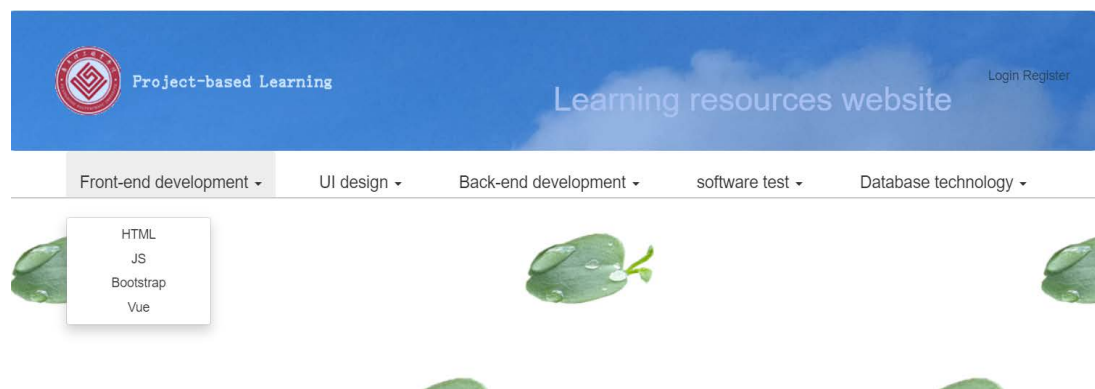 Project-based Learning
Login Register
Learning resources website
Front-end development
UI design
Back-end development
software test
Database technology
HTML
JS
Bootstrap
Vue